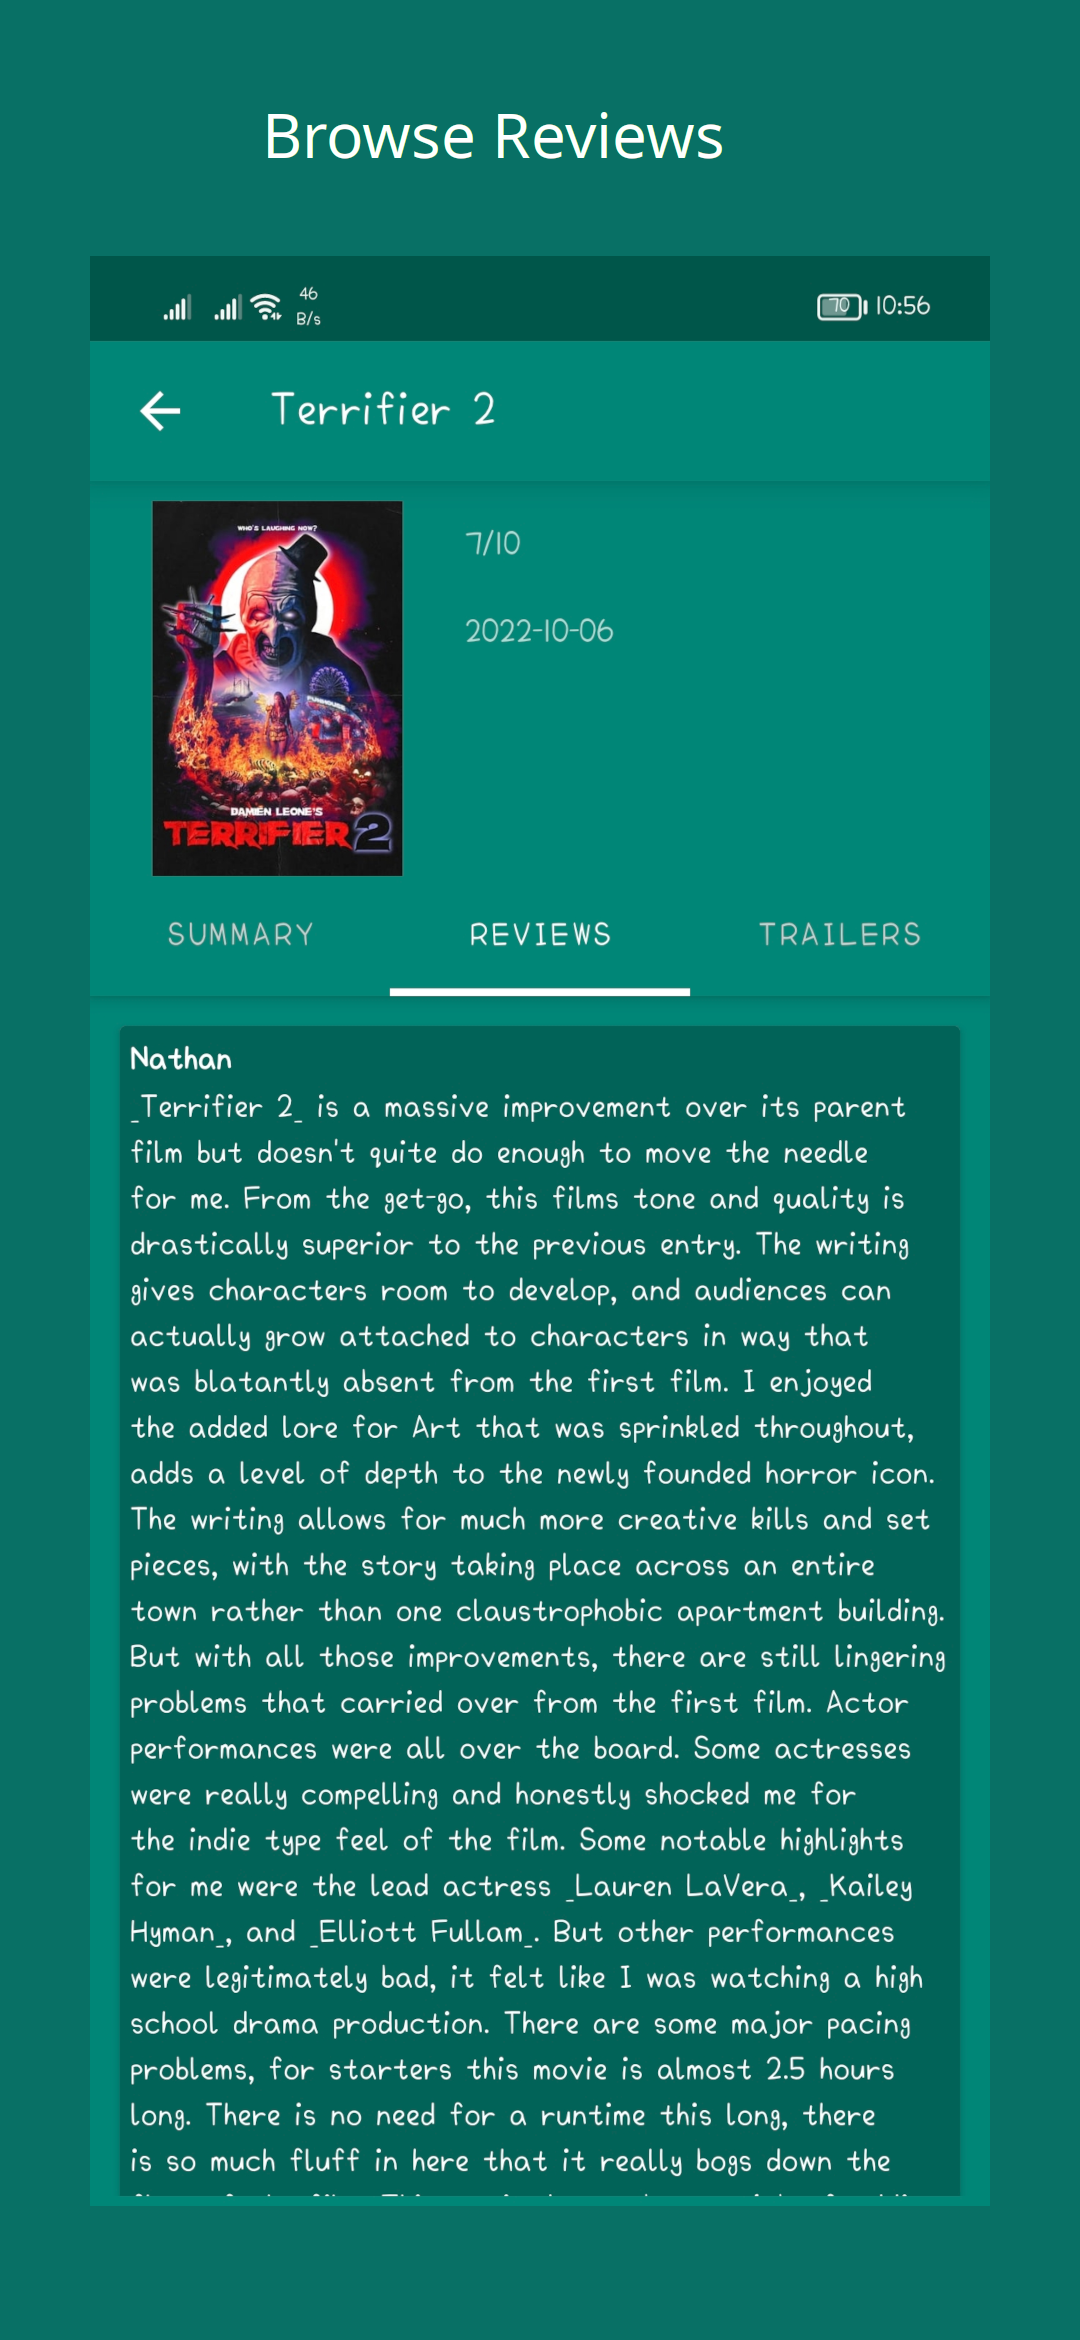 Browse Reviews
46
B/s
70
10:56
Terrifier 2
WHO'S LAUGHING NOW?
FUNHOUSE
DAMIEN LEONE'S
TERRIFIER 2
7/10
2022-10-06
SUMMARY
REVIEWS
TRAILERS
Nathan
_Terrifier 2_ is a massive improvement over its parent
film but doesn't quite do enough to move the needle
for me. From the get-go, this films tone and quality is
drastically superior to the previous entry. The writing
gives characters room to develop, and audiences can
actually grow attached to characters in way that
was blatantly absent from the first film. I enjoyed
the added lore for Art that was sprinkled throughout,
adds a level of depth to the newly founded horror icon.
The writing allows for much more creative kills and set
pieces, with the story taking place across an entire
town rather than one claustrophobic apartment building.
But with all those improvements, there are still lingering
problems that carried over from the first film. Actor
performances were all over the board. Some actresses
were really compelling and honestly shocked me for
the indie type feel of the film. Some notable highlights
for me were the lead actress _Lauren LaVera_, _Kailey
Hyman_, and _Elliott Fullam_. But other performances
were legitimately bad, it felt like I was watching a high
school drama production. There are some major pacing
problems, for starters this movie is almost 2.5 hours
long. There is no need for a runtime this long, there
is so much fluff in here that it really bogs down the